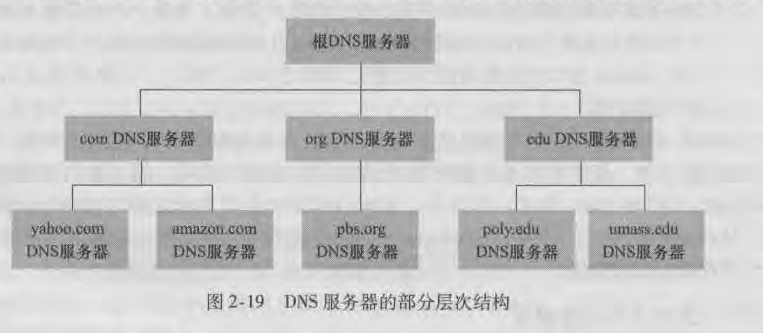 根DNS服务器
com DNS服务器
org DNS服务器
edu DNS服务器
yahoo.com
DNS服务器
amazon.com
DNS服务器
pbs.org
DNS服务器
poly.edu
DNS服务器
umass.edu
DNS服务器
图 2-19 DNS 服务器的部分层次结构